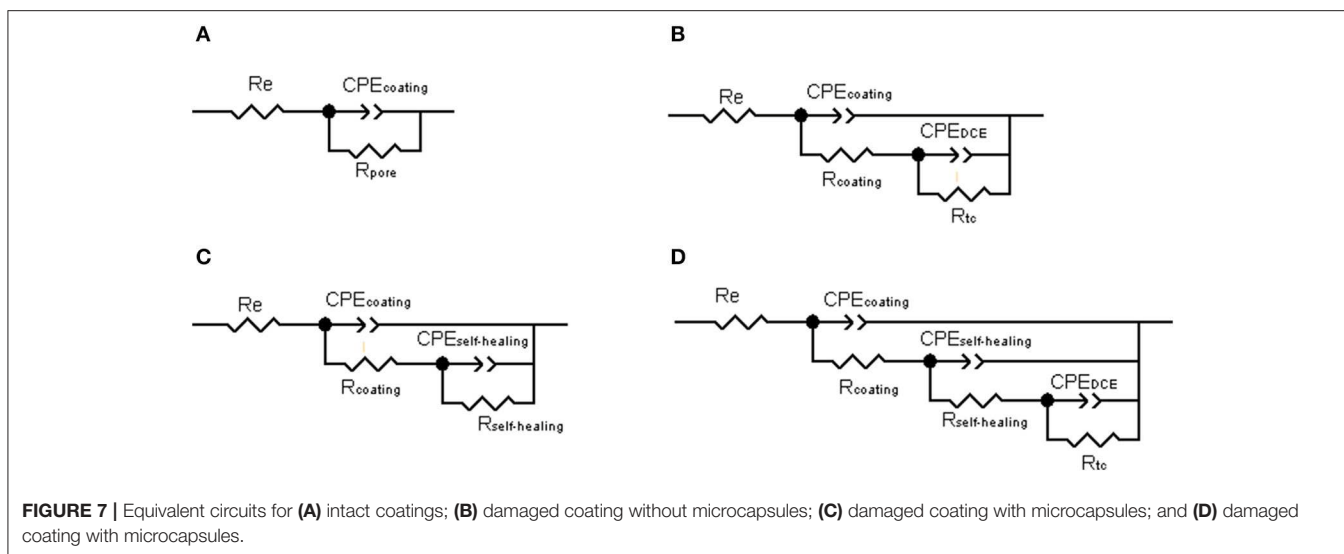 A
Re
CPEcoating
Rpore
B
Re
CPEcoating
CPEDCE
Rcoating
Rtc
C
Re
CPEcoating
CPEself-healing
Rcoating
Rself-healing
D
Re
CPEcoating
CPEself-healing
Rcoating
CPEDCE
Rself-healing
Rtc
FIGURE 7 | Equivalent circuits for (A) intact coatings; (B) damaged coating without microcapsules; (C) damaged coating with microcapsules; and (D) damaged
coating with microcapsules.